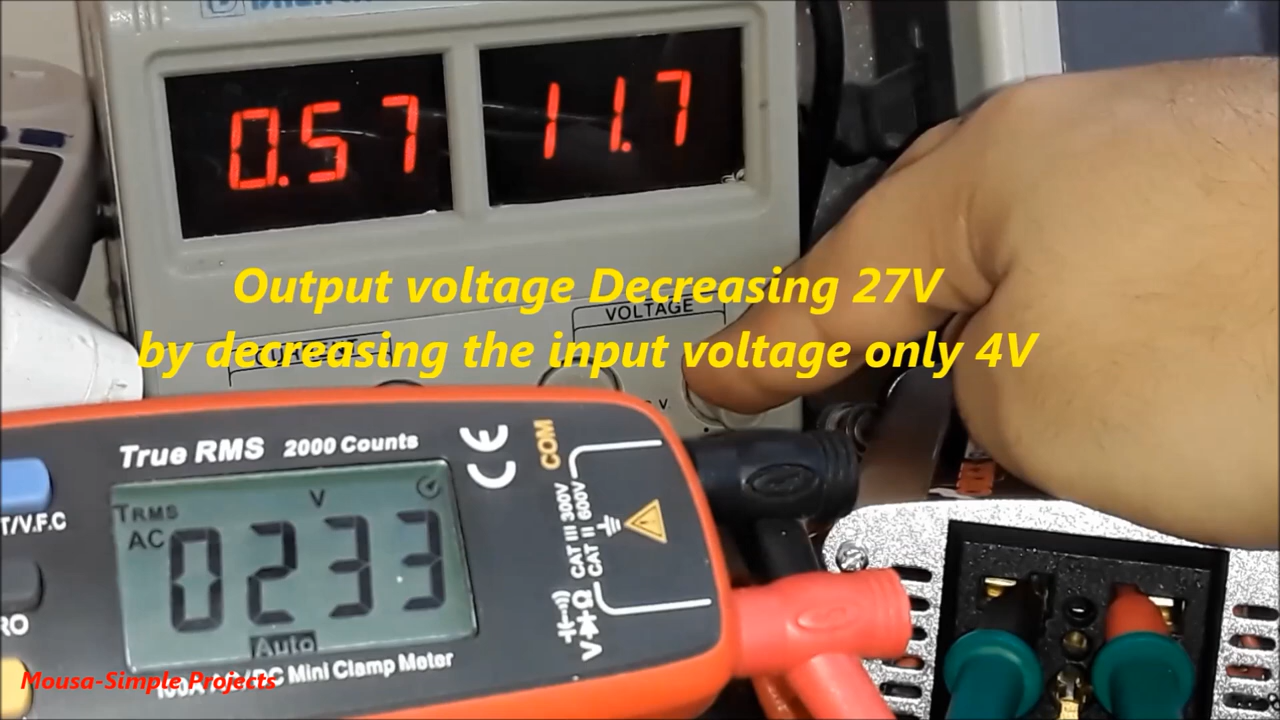 0.57
11.7
Output voltage Decreasing 27V
VOLTAGE
by decreasing the input voltage only 4V
V
True RMS 2000 Counts
CE
COM
T/V.F.C
V
TRMS
AC
0233
Auto
CAT III 300V
CAT II 600V
RO
VΩ
DC Mini Clamp Meter
Mousa-Simple Projects